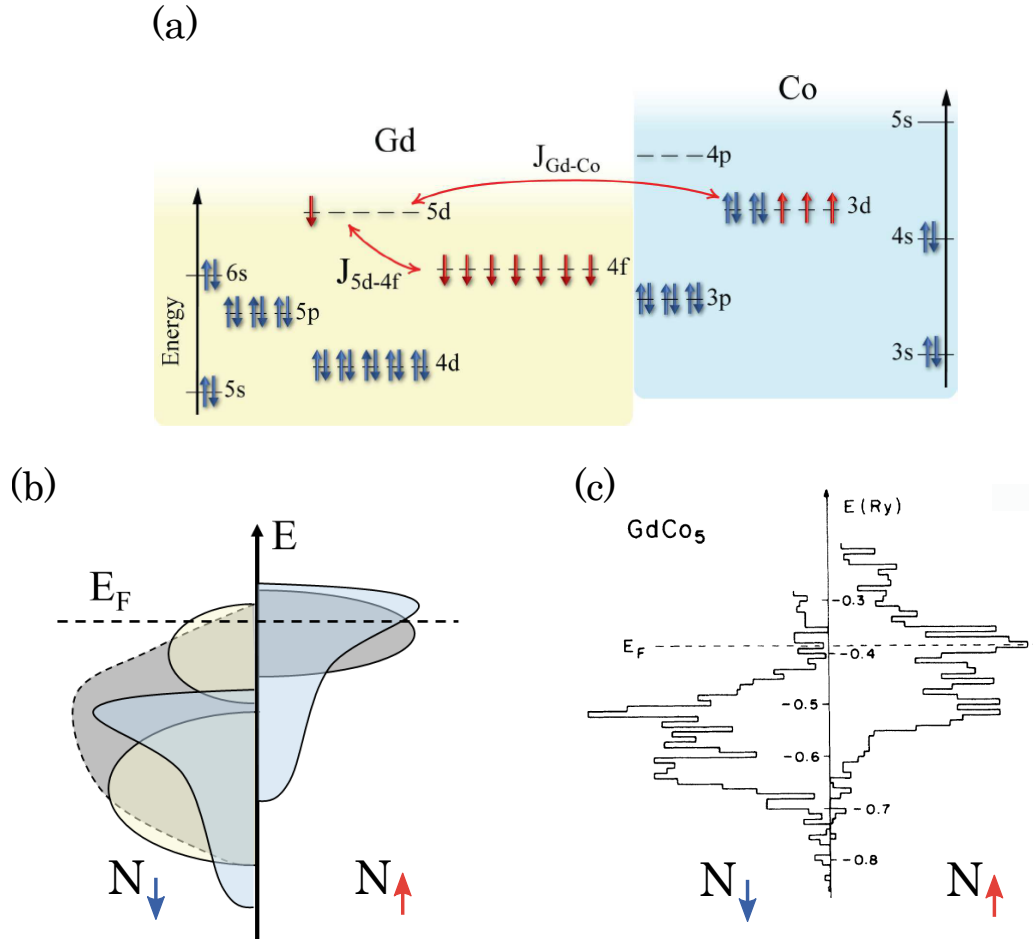 (a)
Gd
Co
J_Gd-Co
5s
4p
5d
3d
4s
J_5d-4f
4f
6s
3p
5p
Energy
4d
3s
5s
(b)
(c)
E
E_F
E (Ry)
GdCo₅
-0.3
E_F
-0.4
-0.5
-0.6
-0.7
-0.8
N
N
N
N